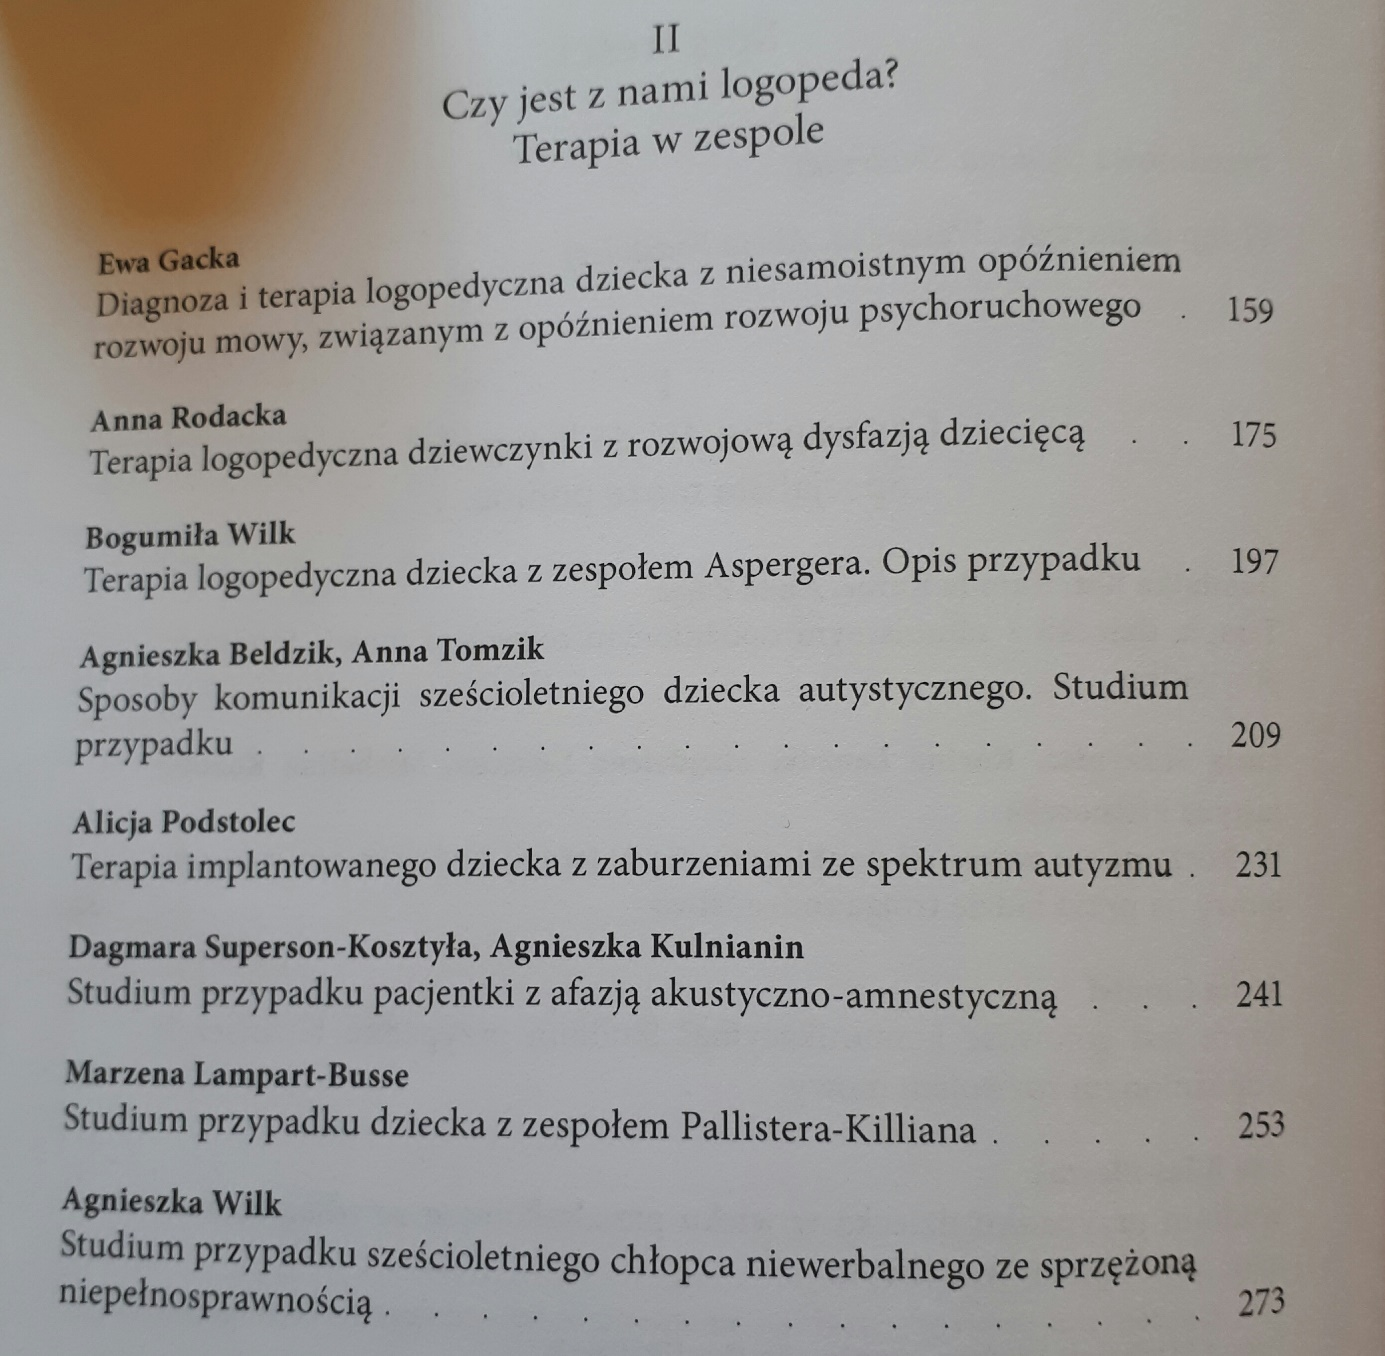 II
Czy jest z nami logopeda?
Terapia w zespole
Ewa Gacka
Diagnoza i terapia logopedyczna dziecka z niesamoistnym opóźnieniem
rozwoju mowy, związanym z opóźnieniem rozwoju psychoruchowego . 159
Anna Rodacka
Terapia logopedyczna dziewczynki z rozwojową dysfazją dziecięcą . . 175
Bogumiła Wilk
Terapia logopedyczna dziecka z zespołem Aspergera. Opis przypadku . 197
Agnieszka Beldzik, Anna Tomzik
Sposoby komunikacji sześcioletniego dziecka autystycznego. Studium
przypadku . . . . . . . . . . . . . . . . . . . 209
Alicja Podstolec
Terapia implantowanego dziecka z zaburzeniami ze spektrum autyzmu . 231
Dagmara Superson-Kosztyła, Agnieszka Kulnianin
Studium przypadku pacjentki z afazją akustyczno-amnestyczną . . . 241
Marzena Lampart-Busse
Studium przypadku dziecka z zespołem Pallistera-Killiana . . . . . 253
Agnieszka Wilk
Studium przypadku sześcioletniego chłopca niewerbalnego ze sprzężoną
niepełnosprawnością . . . . . . . . . . . . . . . . . 273